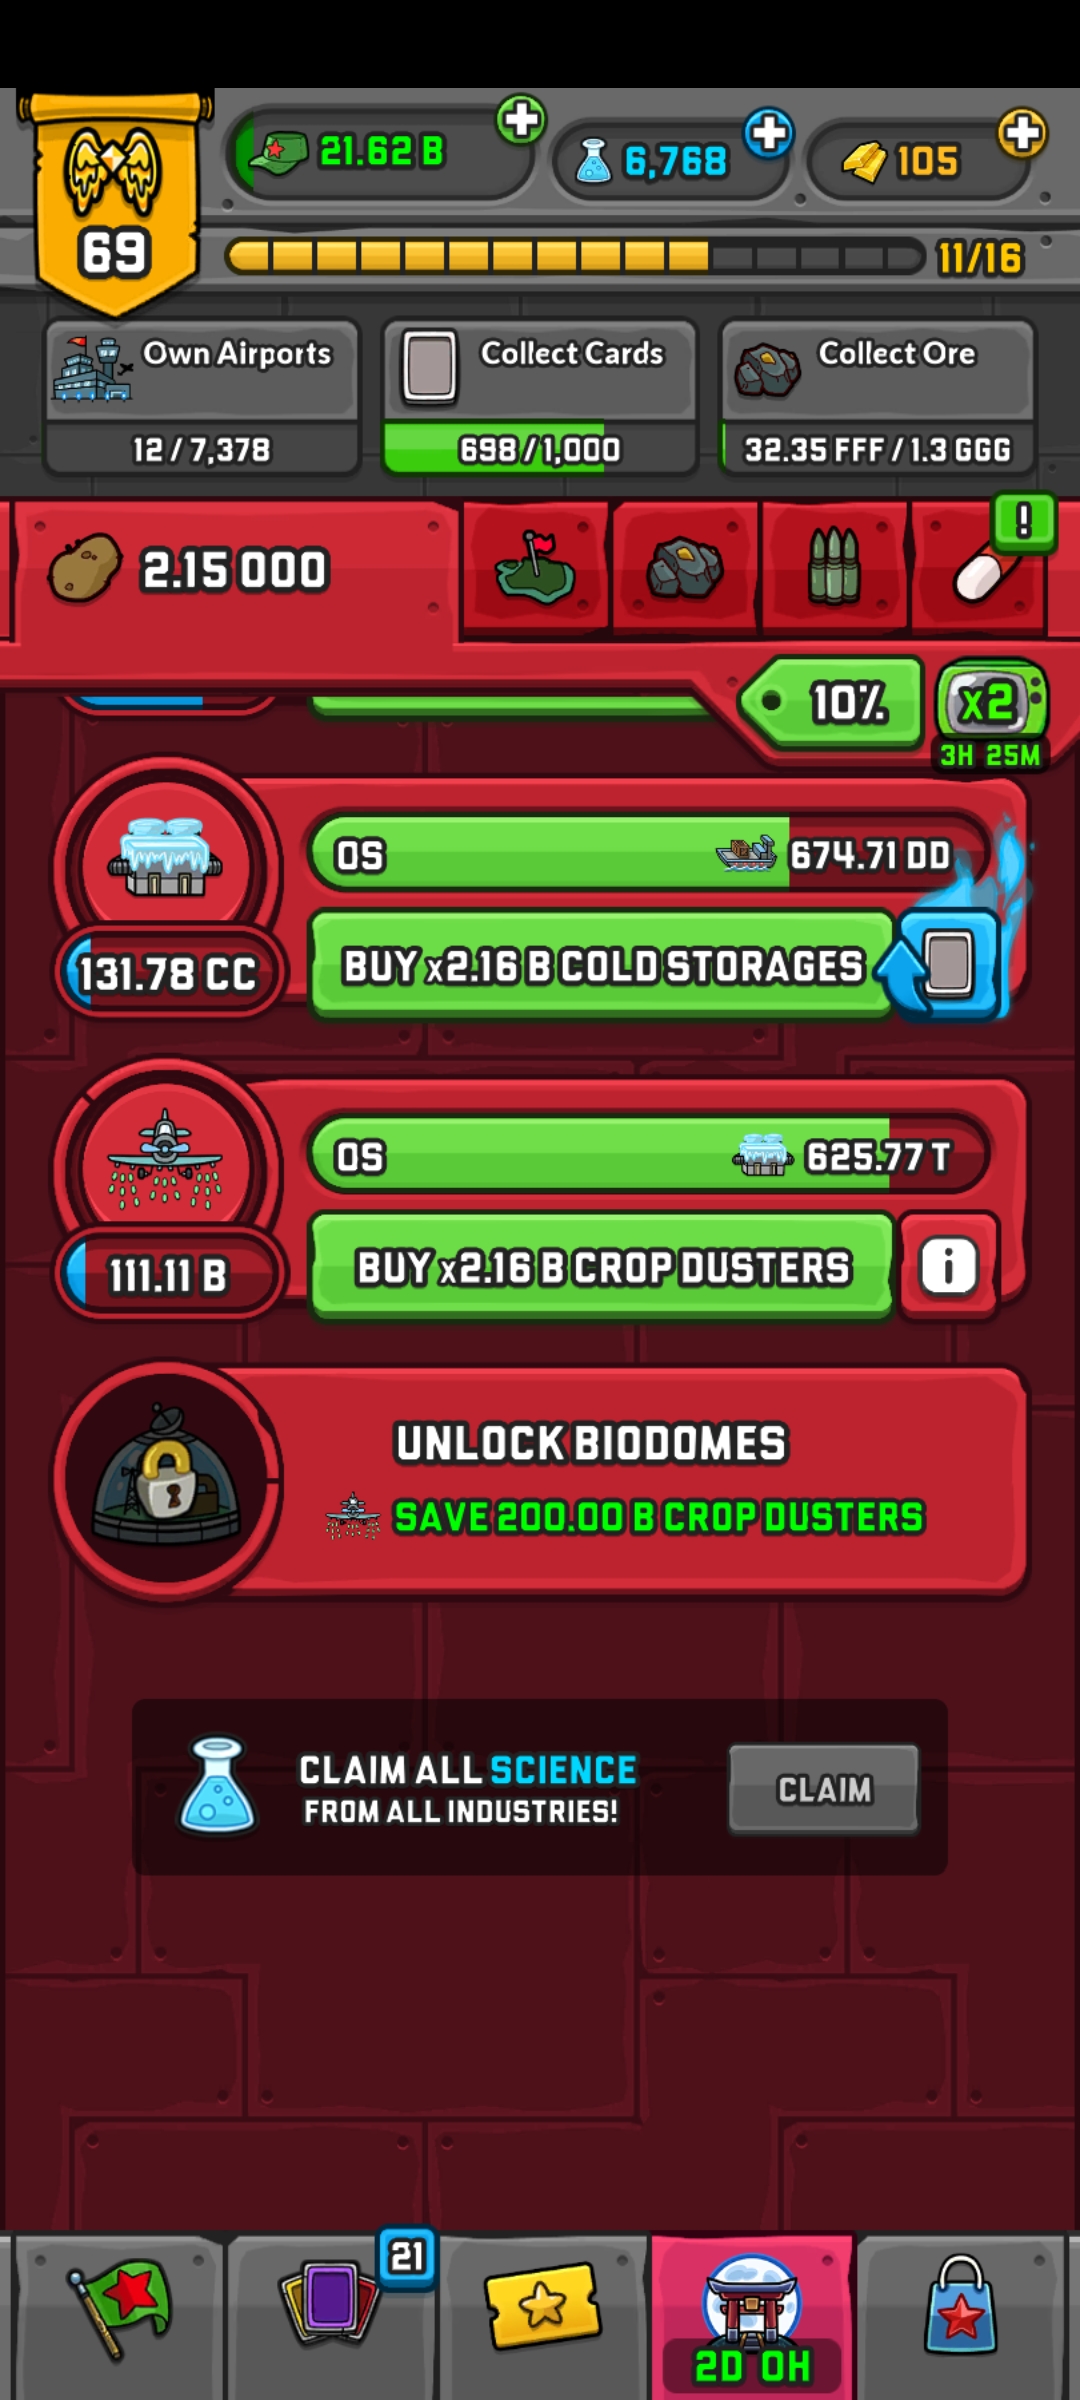 69
21.62 B
6,768
105
11/16
Own Airports
12 / 7,378
Collect Cards
698 / 1,000
Collect Ore
32.35 FFF / 1.3 GGG
2.15 OOO
!
10%
x2
3H 25M
0S
674.71 DD
131.78 CC
BUY x2.16 B COLD STORAGES
0S
625.77 T
111.11 B
BUY x2.16 B CROP DUSTERS
i
UNLOCK BIODOMES
SAVE 200.00 B CROP DUSTERS
CLAIM ALL SCIENCE
FROM ALL INDUSTRIES!
CLAIM
21
2D 0H